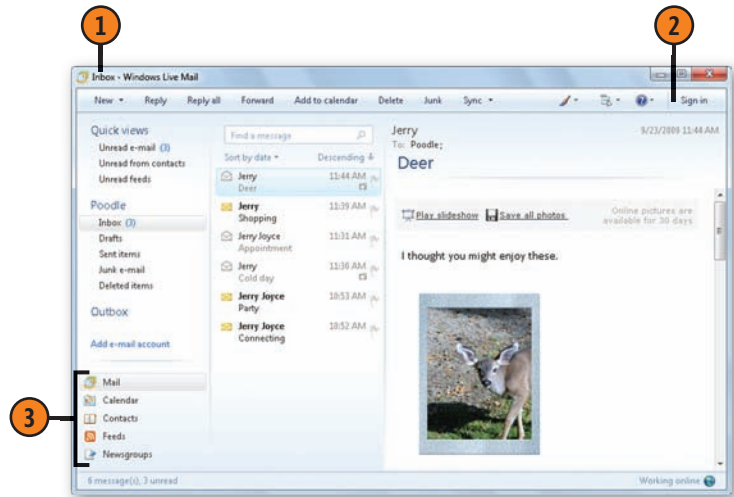 1
2
Inbox - Windows Live Mail
New Reply Reply all Forward Add to calendar Delete Junk Sync Sign in
Quick views
Unread e-mail (3)
Unread from contacts
Unread feeds
Poodle
Inbox (3)
Drafts
Sent items
Junk e-mail
Deleted items
Outbox
Add e-mail account
3
Mail
Calendar
Contacts
Feeds
Newsgroups
Find a message
Sort by date Descending
Jerry 11:44 AM
Deer
Jerry 11:39 AM
Shopping
Jerry Joyce 11:31 AM
Appointment
Jerry
Cold day
Jerry Joyce 10:53 AM
Party
Jerry Joyce 10:52 AM
Connecting
Jerry 9/23/2009 11:44 AM
To: Poodle;
Deer
Play slideshow Save all photos
Online pictures are
available for 30 days
I thought you might enjoy these.
6 message(s), 3 unread Working online